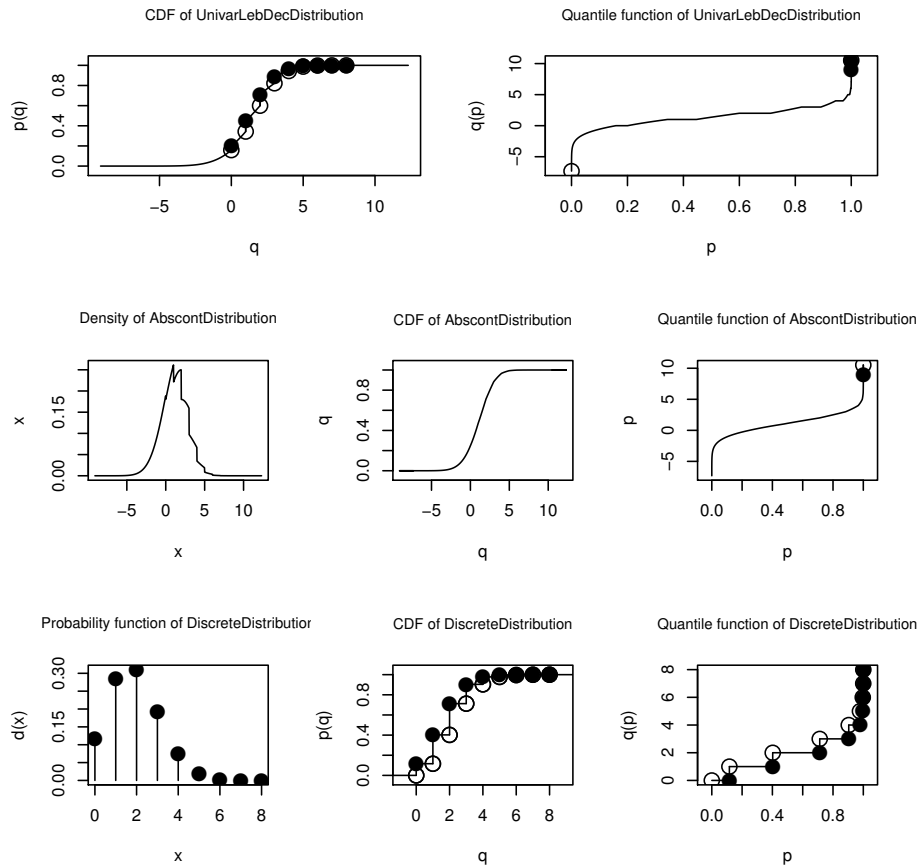 CDF of UnivarLebDecDistribution
p(q)
0.0 0.4 0.8
−5 0 5 10
q
Quantile function of UnivarLebDecDistribution
q(p)
−5 0 5 10
0.0 0.2 0.4 0.6 0.8 1.0
p
Density of AbscontDistribution
x
0.00 0.15
−5 0 5 10
x
CDF of AbscontDistribution
q
0.0 0.4 0.8
−5 0 5 10
q
Quantile function of AbscontDistribution
p
−5 0 5 10
0.0 0.4 0.8
p
Probability function of DiscreteDistribution
d(x)
0.00 0.15 0.30
0 2 4 6 8
x
CDF of DiscreteDistribution
p(q)
0.0 0.4 0.8
0 2 4 6 8
q
Quantile function of DiscreteDistribution
q(p)
0 2 4 6 8
0.0 0.4 0.8
p